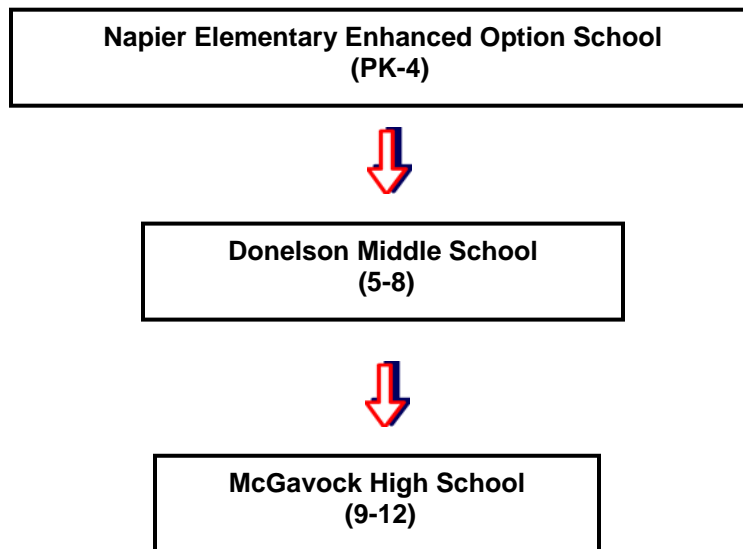 Napier Elementary Enhanced Option School
(PK-4)
Donelson Middle School
(5-8)
McGavock High School
(9-12)